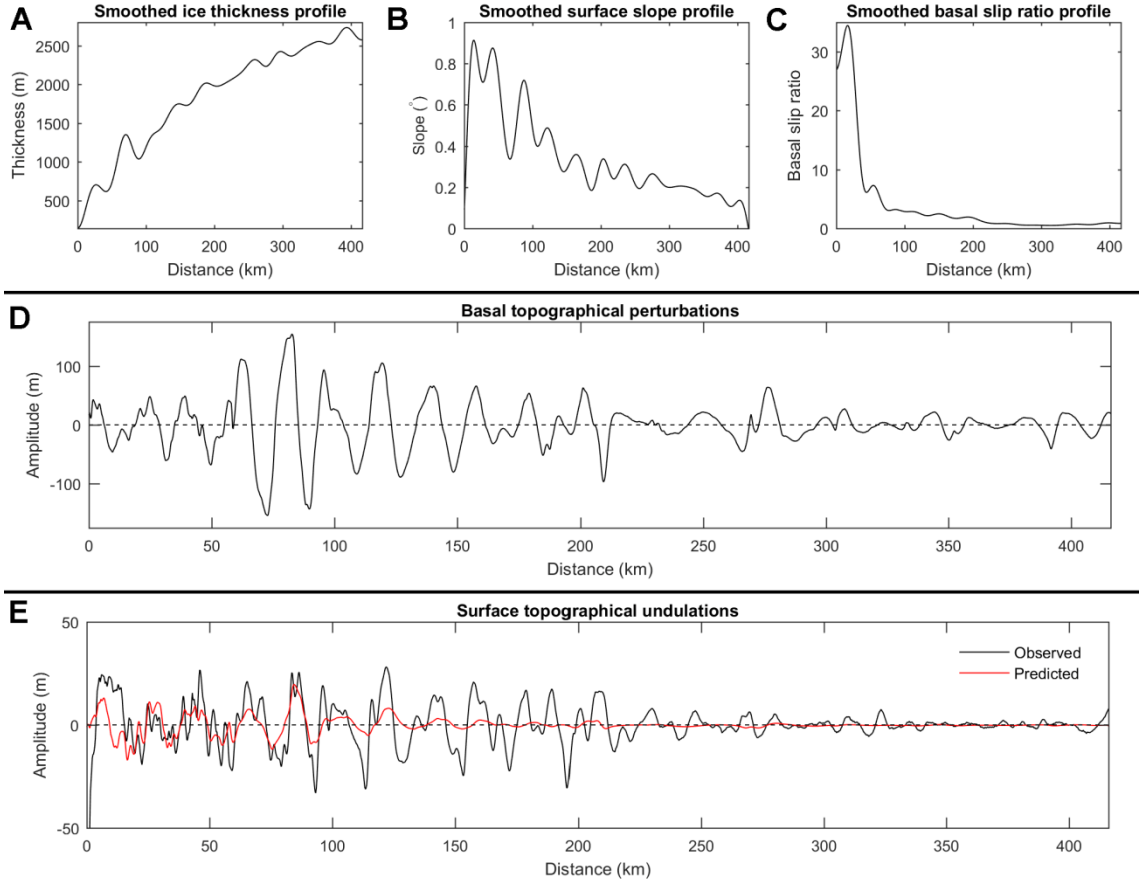 A
Smoothed ice thickness profile
2500
2000
1500
1000
500
Thickness (m)
0 100 200 300 400
Distance (km)
B
Smoothed surface slope profile
1
0.8
0.6
0.4
0.2
0
Slope (°)
0 100 200 300 400
Distance (km)
C
Smoothed basal slip ratio profile
30
20
10
0
Basal slip ratio
0 100 200 300 400
Distance (km)
D
Basal topographical perturbations
100
0
-100
Amplitude (m)
0 50 100 150 200 250 300 350 400
Distance (km)
E
Surface topographical undulations
50
0
-50
Amplitude (m)
Observed
Predicted
0 50 100 150 200 250 300 350 400
Distance (km)